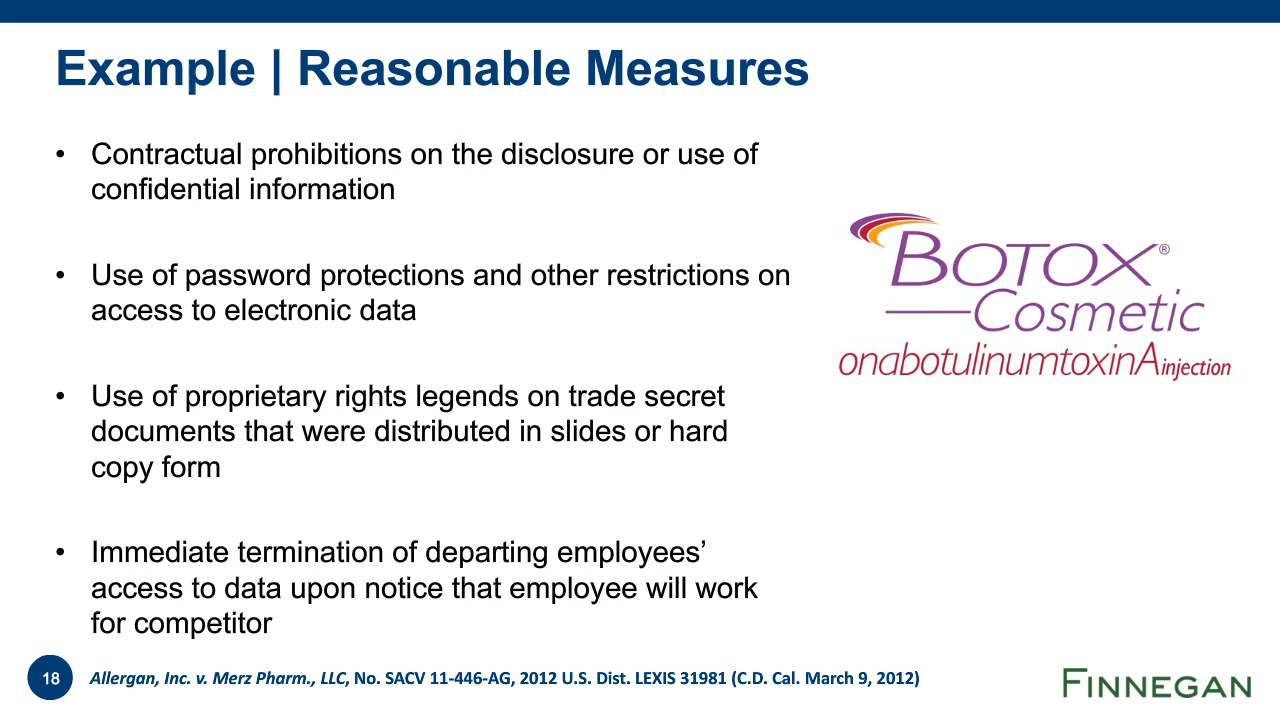 Example | Reasonable Measures
• Contractual prohibitions on the disclosure or use of
confidential information
• Use of password protections and other restrictions on
access to electronic data
• Use of proprietary rights legends on trade secret
documents that were distributed in slides or hard
copy form
• Immediate termination of departing employees’
access to data upon notice that employee will work
for competitor
BOTOX®
Cosmetic
onabotulinumtoxinA injection
18
Allergan, Inc. v. Merz Pharm., LLC, No. SACV 11-446-AG, 2012 U.S. Dist. LEXIS 31981 (C.D. Cal. March 9, 2012)
FINNEGAN